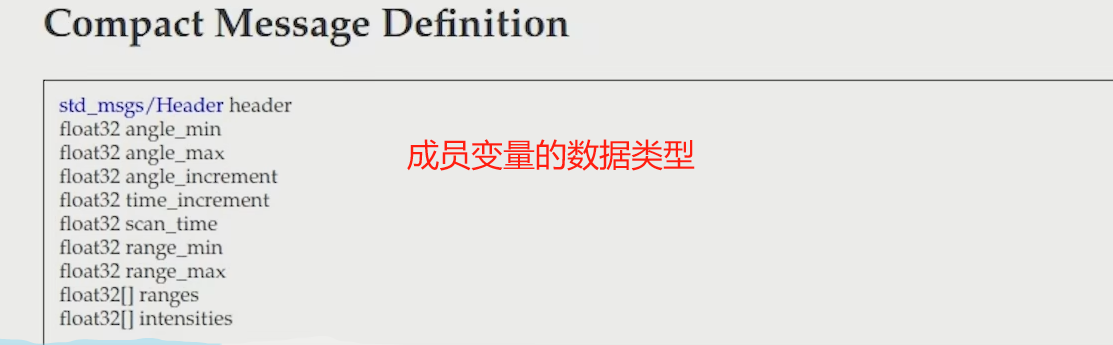 Compact Message Definition
std_msgs/Header header
float32 angle_min
float32 angle_max
成员变量的数据类型
float32 angle_increment
float32 time_increment
float32 scan_time
float32 range_min
float32 range_max
float32[] ranges
float32[] intensities